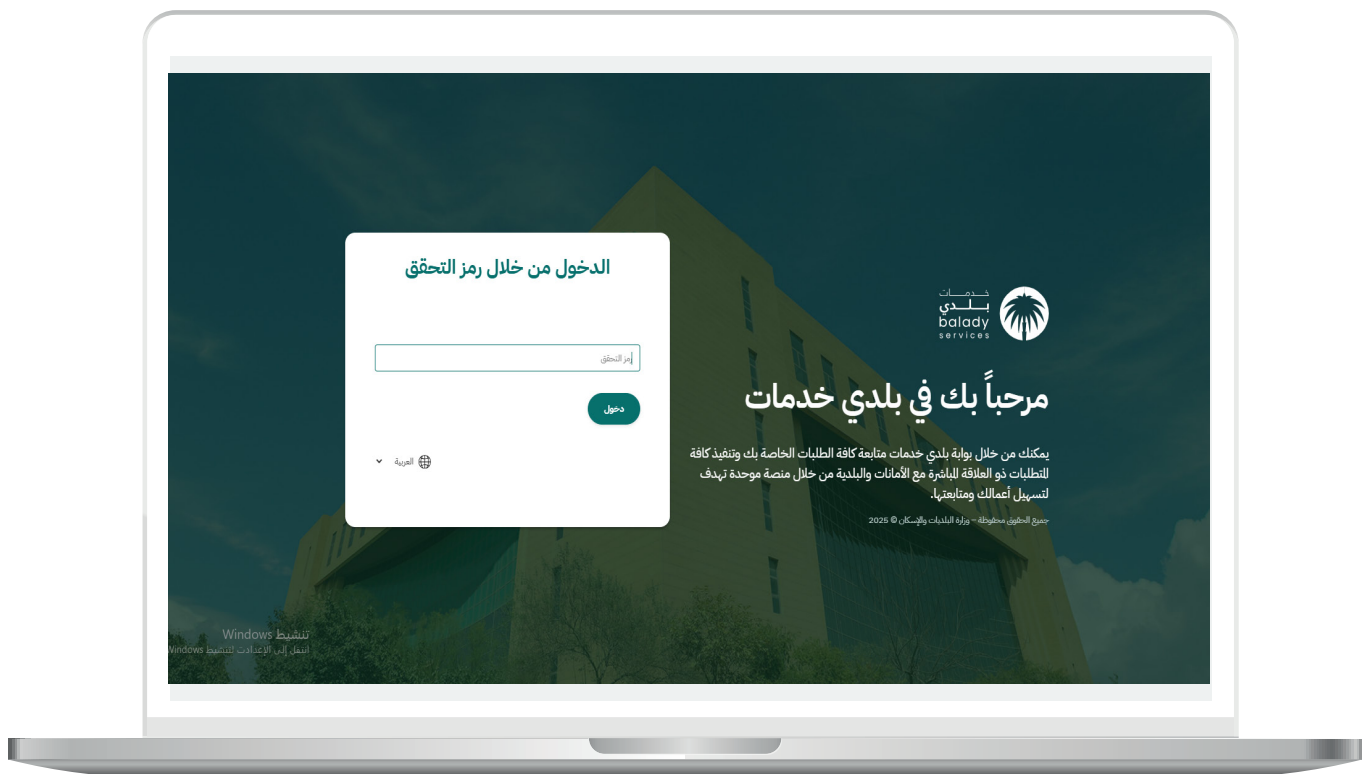 خـــدمـــــات
بـــلـــدي
balady
services
مرحباً بك في بلدي خدمات
يمكنك من خلال بوابة بلدي خدمات متابعة كافة الطلبات الخاصة بك وتنفيذ كافة
المتطلبات ذو العلاقة المباشرة مع الأمانات والبلدية من خلال منصة موحدة تهدف
لتسهيل أعمالك ومتابعتها.
جميع الحقوق محفوظة – وزارة البلديات والإسكان © 2025
الدخول من خلال رمز التحقق
رمز التحقق
دخول
العربية
تنشيط Windows
انتقل إلى الإعدادات لتنشيط Windows